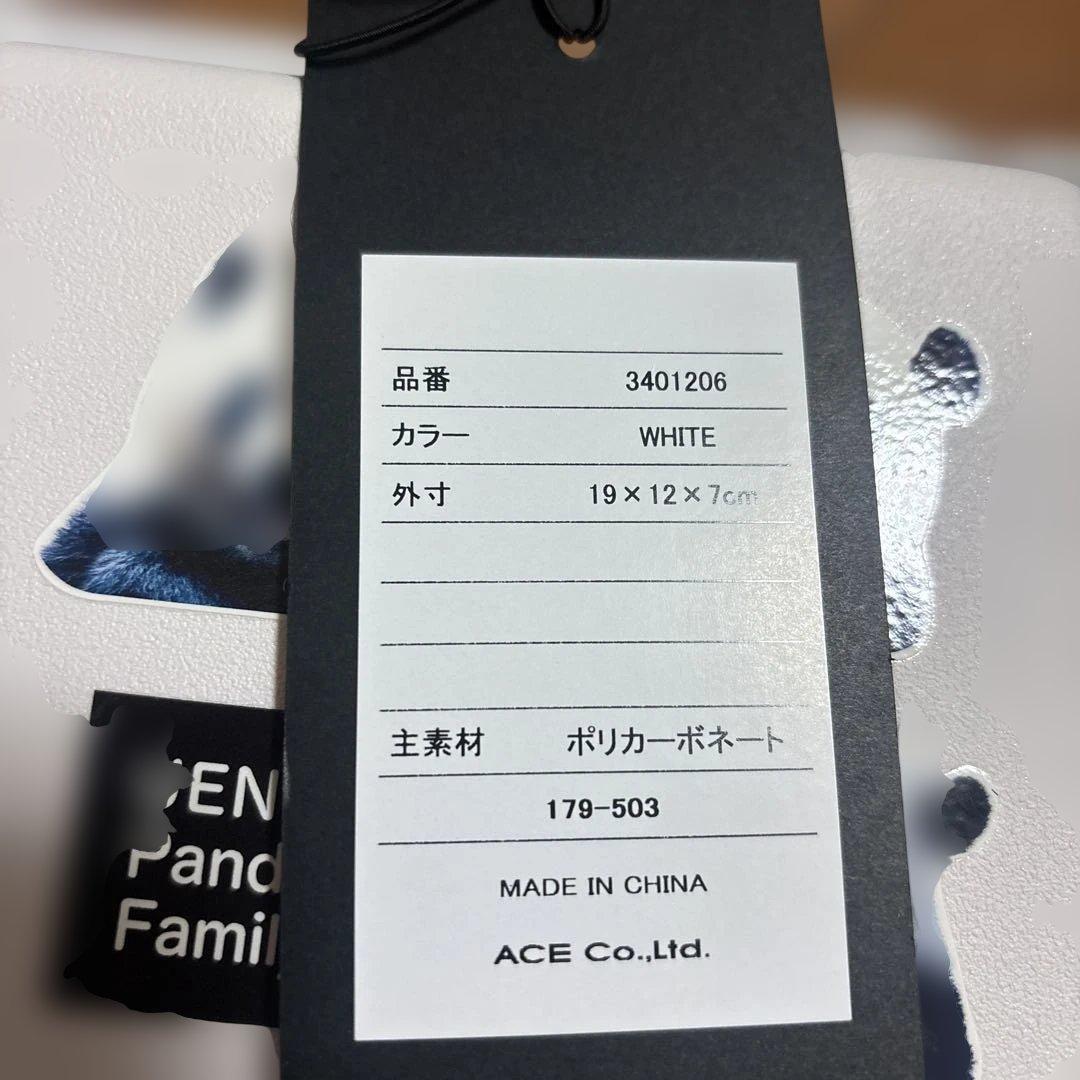 品番 3401206
カラー WHITE
外寸 19×12×7cm
主素材 ポリカーボネート
179-503
MADE IN CHINA
ACE Co.,Ltd.
Pand
Famil